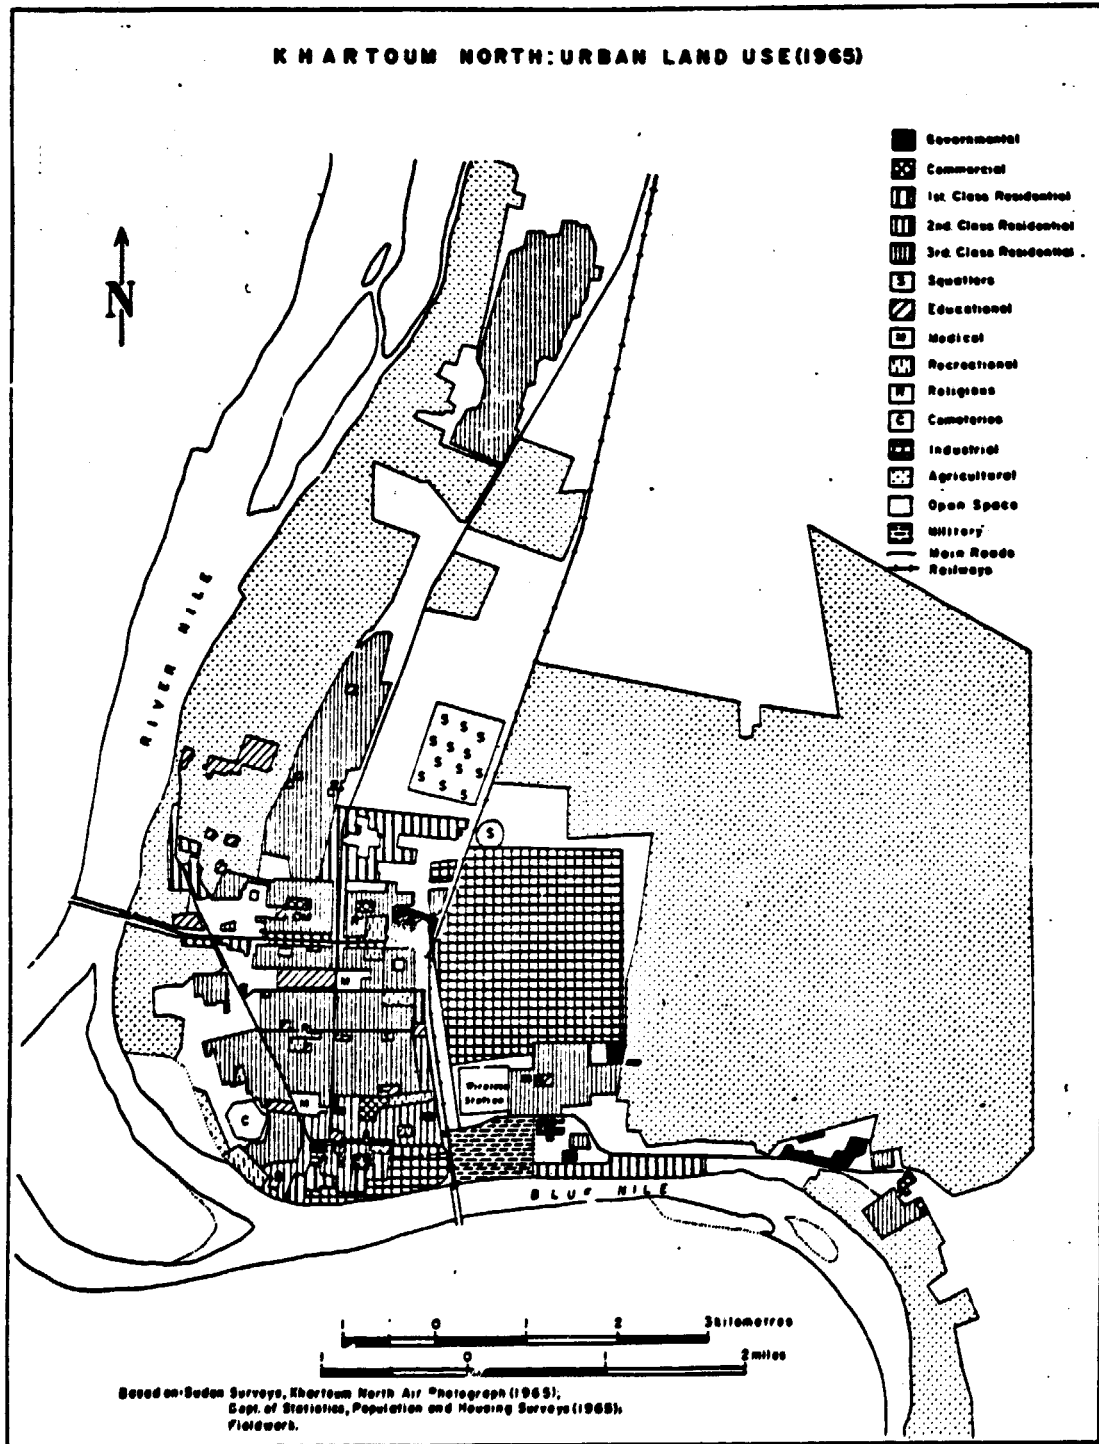 KHARTOUM NORTH: URBAN LAND USE (1965)
Governmental
Commercial
1st. Class Residential
2nd. Class Residential
3rd. Class Residential
S Squatters
Educational
M Medical
Recreational
R Religious
C Cemeteries
Industrial
Agricultural
Open Space
Military
Main Roads
Railways
N
RIVER NILE
S S S
S S S
S S S
S S S
S
S
R
M
R
M
C
Station
BLUE NILE
1 0 1 2 3 kilometres
1 0 1 2 miles
Based on: Sudan Surveys, Khartoum North Air Photograph (1965);
Dept. of Statistics, Population and Housing Surveys (1965);
Fieldwork.